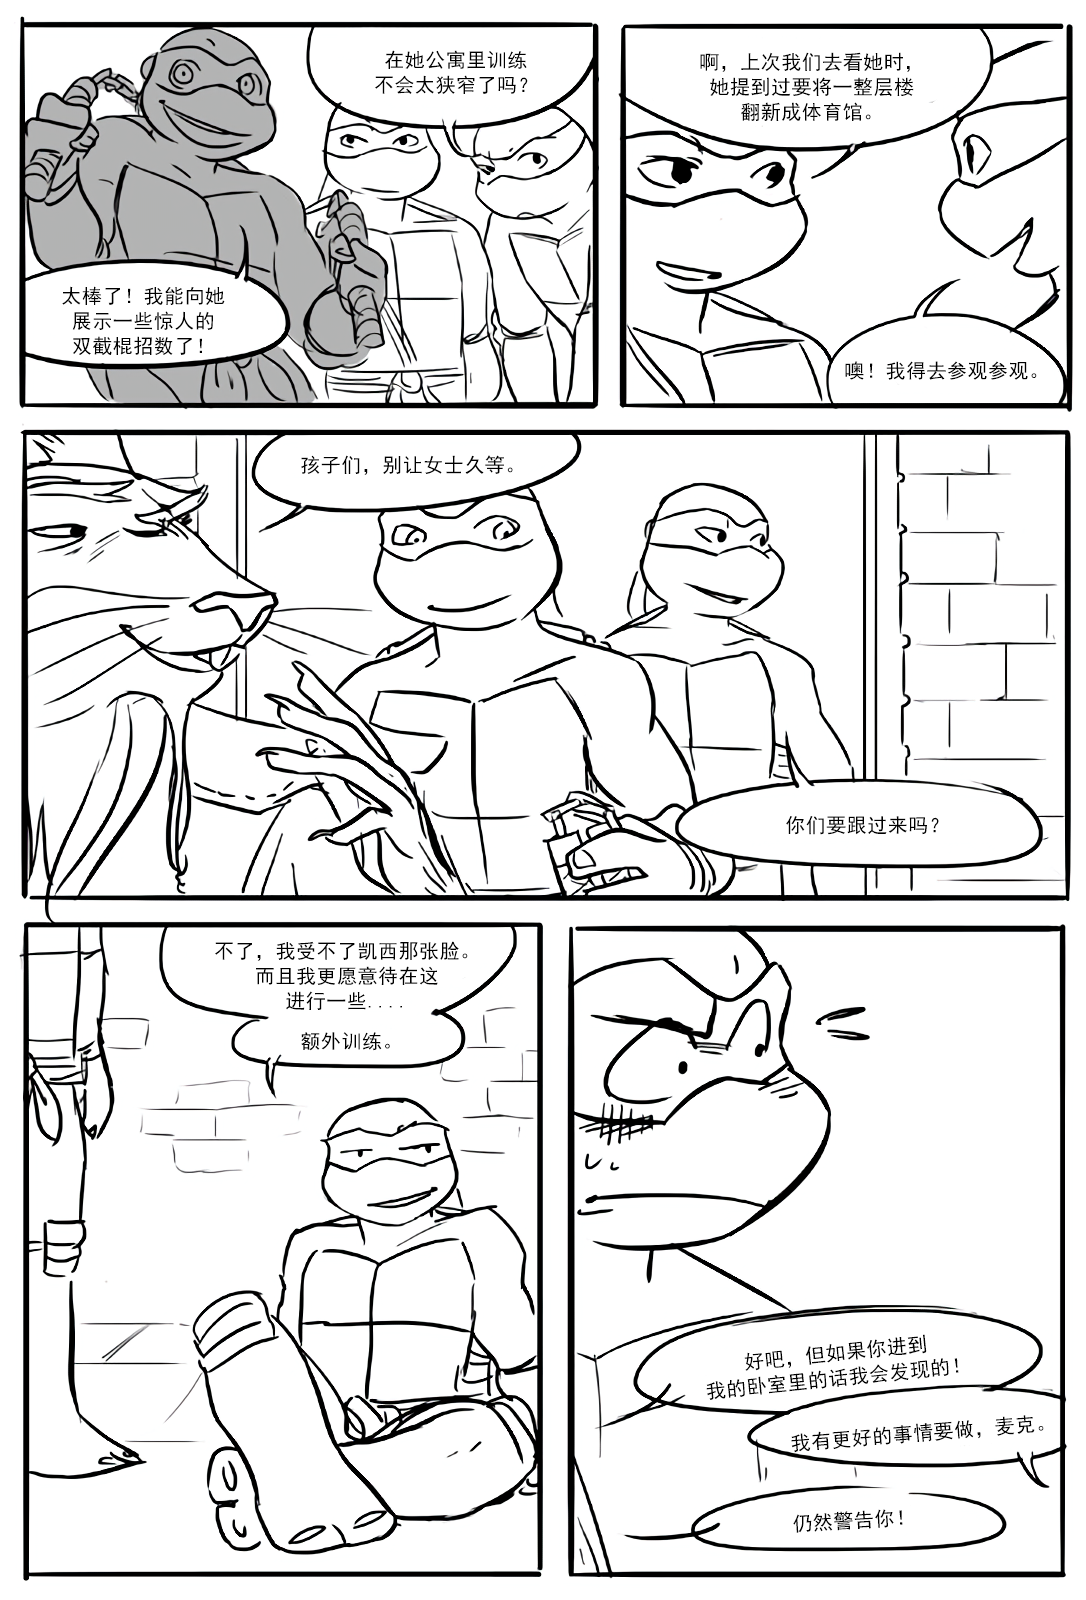 在她公寓里训练
不会太狭窄了吗？
太棒了！我能向她
展示一些惊人的
双截棍招数了！
啊，上次我们去看她时，
她提到过要将一整层楼
翻新成体育馆。
噢！我得去参观参观。
孩子们，别让女士久等。
你们要跟过来吗？
不了，我受不了凯西那张脸。
而且我更愿意待在这
进行一些....
额外训练。
好吧，但如果你进到
我的卧室里的话我会发现的！
我有更好的事情要做，麦克。
仍然警告你！